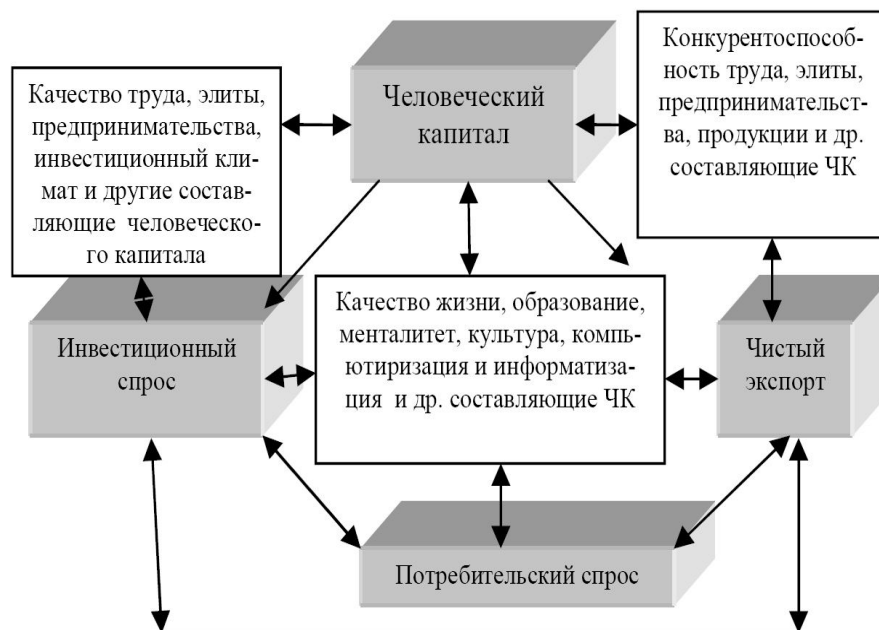 Качество труда, элиты,
предпринимательства,
инвестиционный кли-
мат и другие состав-
ляющие человеческо-
го капитала
Человеческий
капитал
Конкурентоспособ-
ность труда, элиты,
предпринимательст-
ва, продукции и др.
составляющие ЧК
Инвестиционный
спрос
Качество жизни, образование,
менталитет, культура, компь-
ютиризация и информатиза-
ция и др. составляющие ЧК
Чистый
экспорт
Потребительский спрос